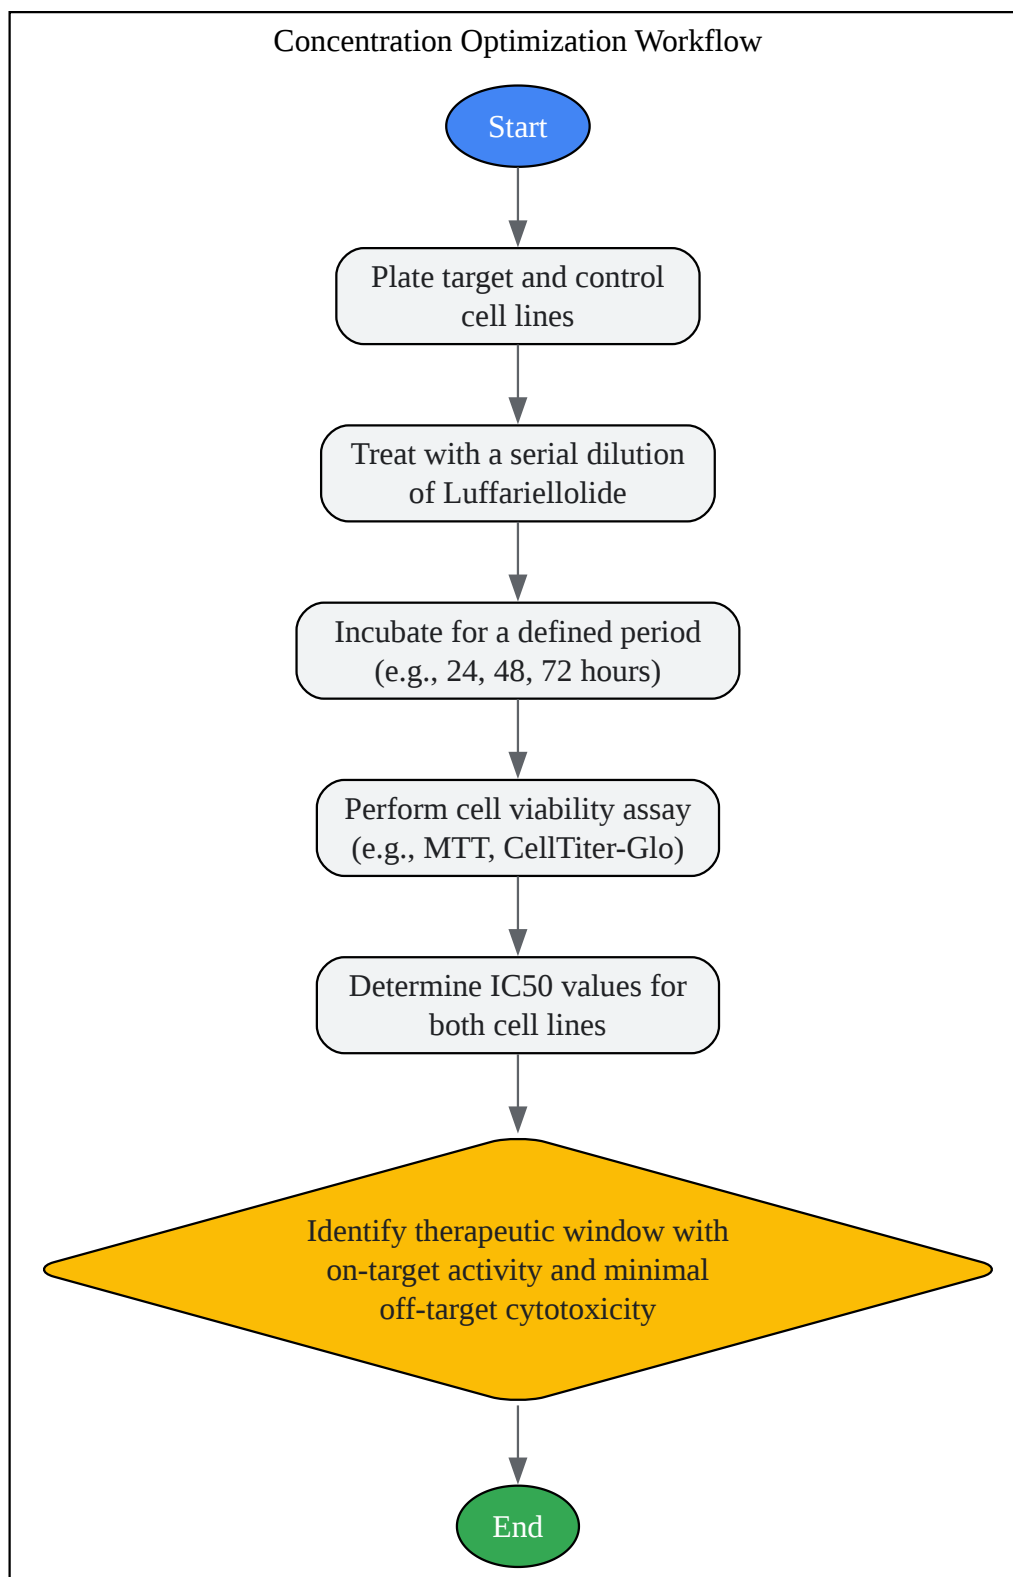 Concentration Optimization Workflow
Start
Plate target and control
cell lines
Treat with a serial dilution
of Luffariellolide
Incubate for a defined period
(e.g., 24, 48, 72 hours)
Perform cell viability assay
(e.g., MTT, CellTiter-Glo)
Determine IC50 values for
both cell lines
Identify therapeutic window with
on-target activity and minimal
off-target cytotoxicity
End